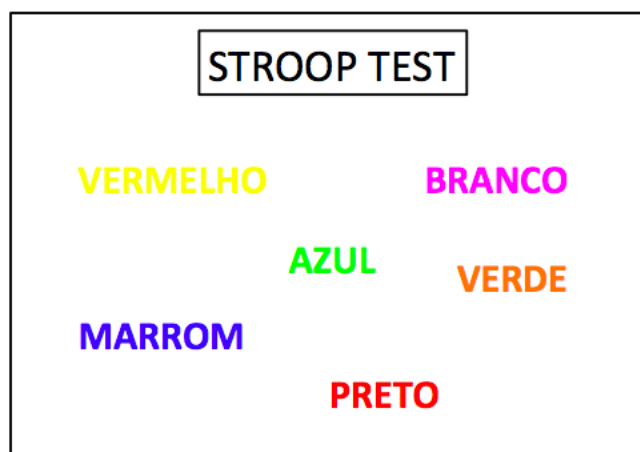 STROOP TEST
VERMELHO
BRANCO
AZUL
VERDE
MARROM
PRETO